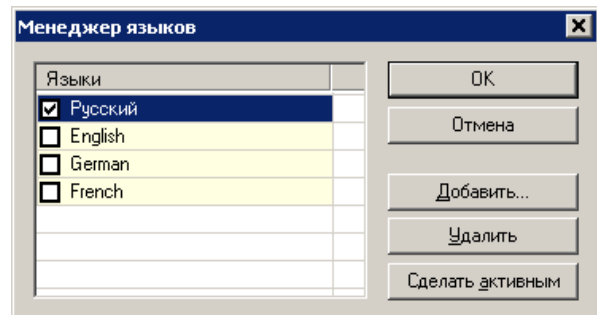 Менеджер языков
Языки
Русский
English
German
French
OK
Отмена
Добавить...
Удалить
Сделать активным